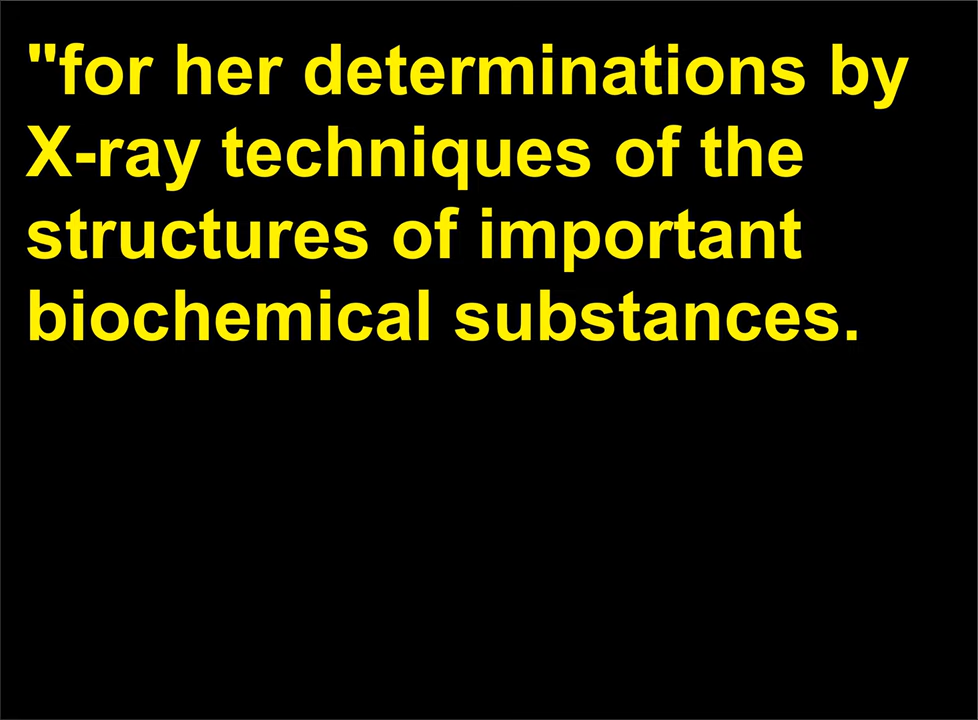 "for her determinations by
X-ray techniques of the
structures of important
biochemical substances.